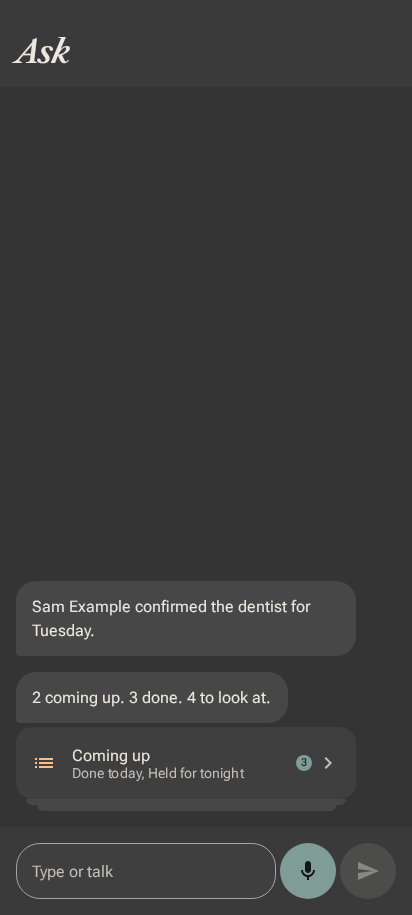 Ask
Sam Example confirmed the dentist for
Tuesday.
2 coming up. 3 done. 4 to look at.
Coming up
Done today, Held for tonight
3
Type or talk